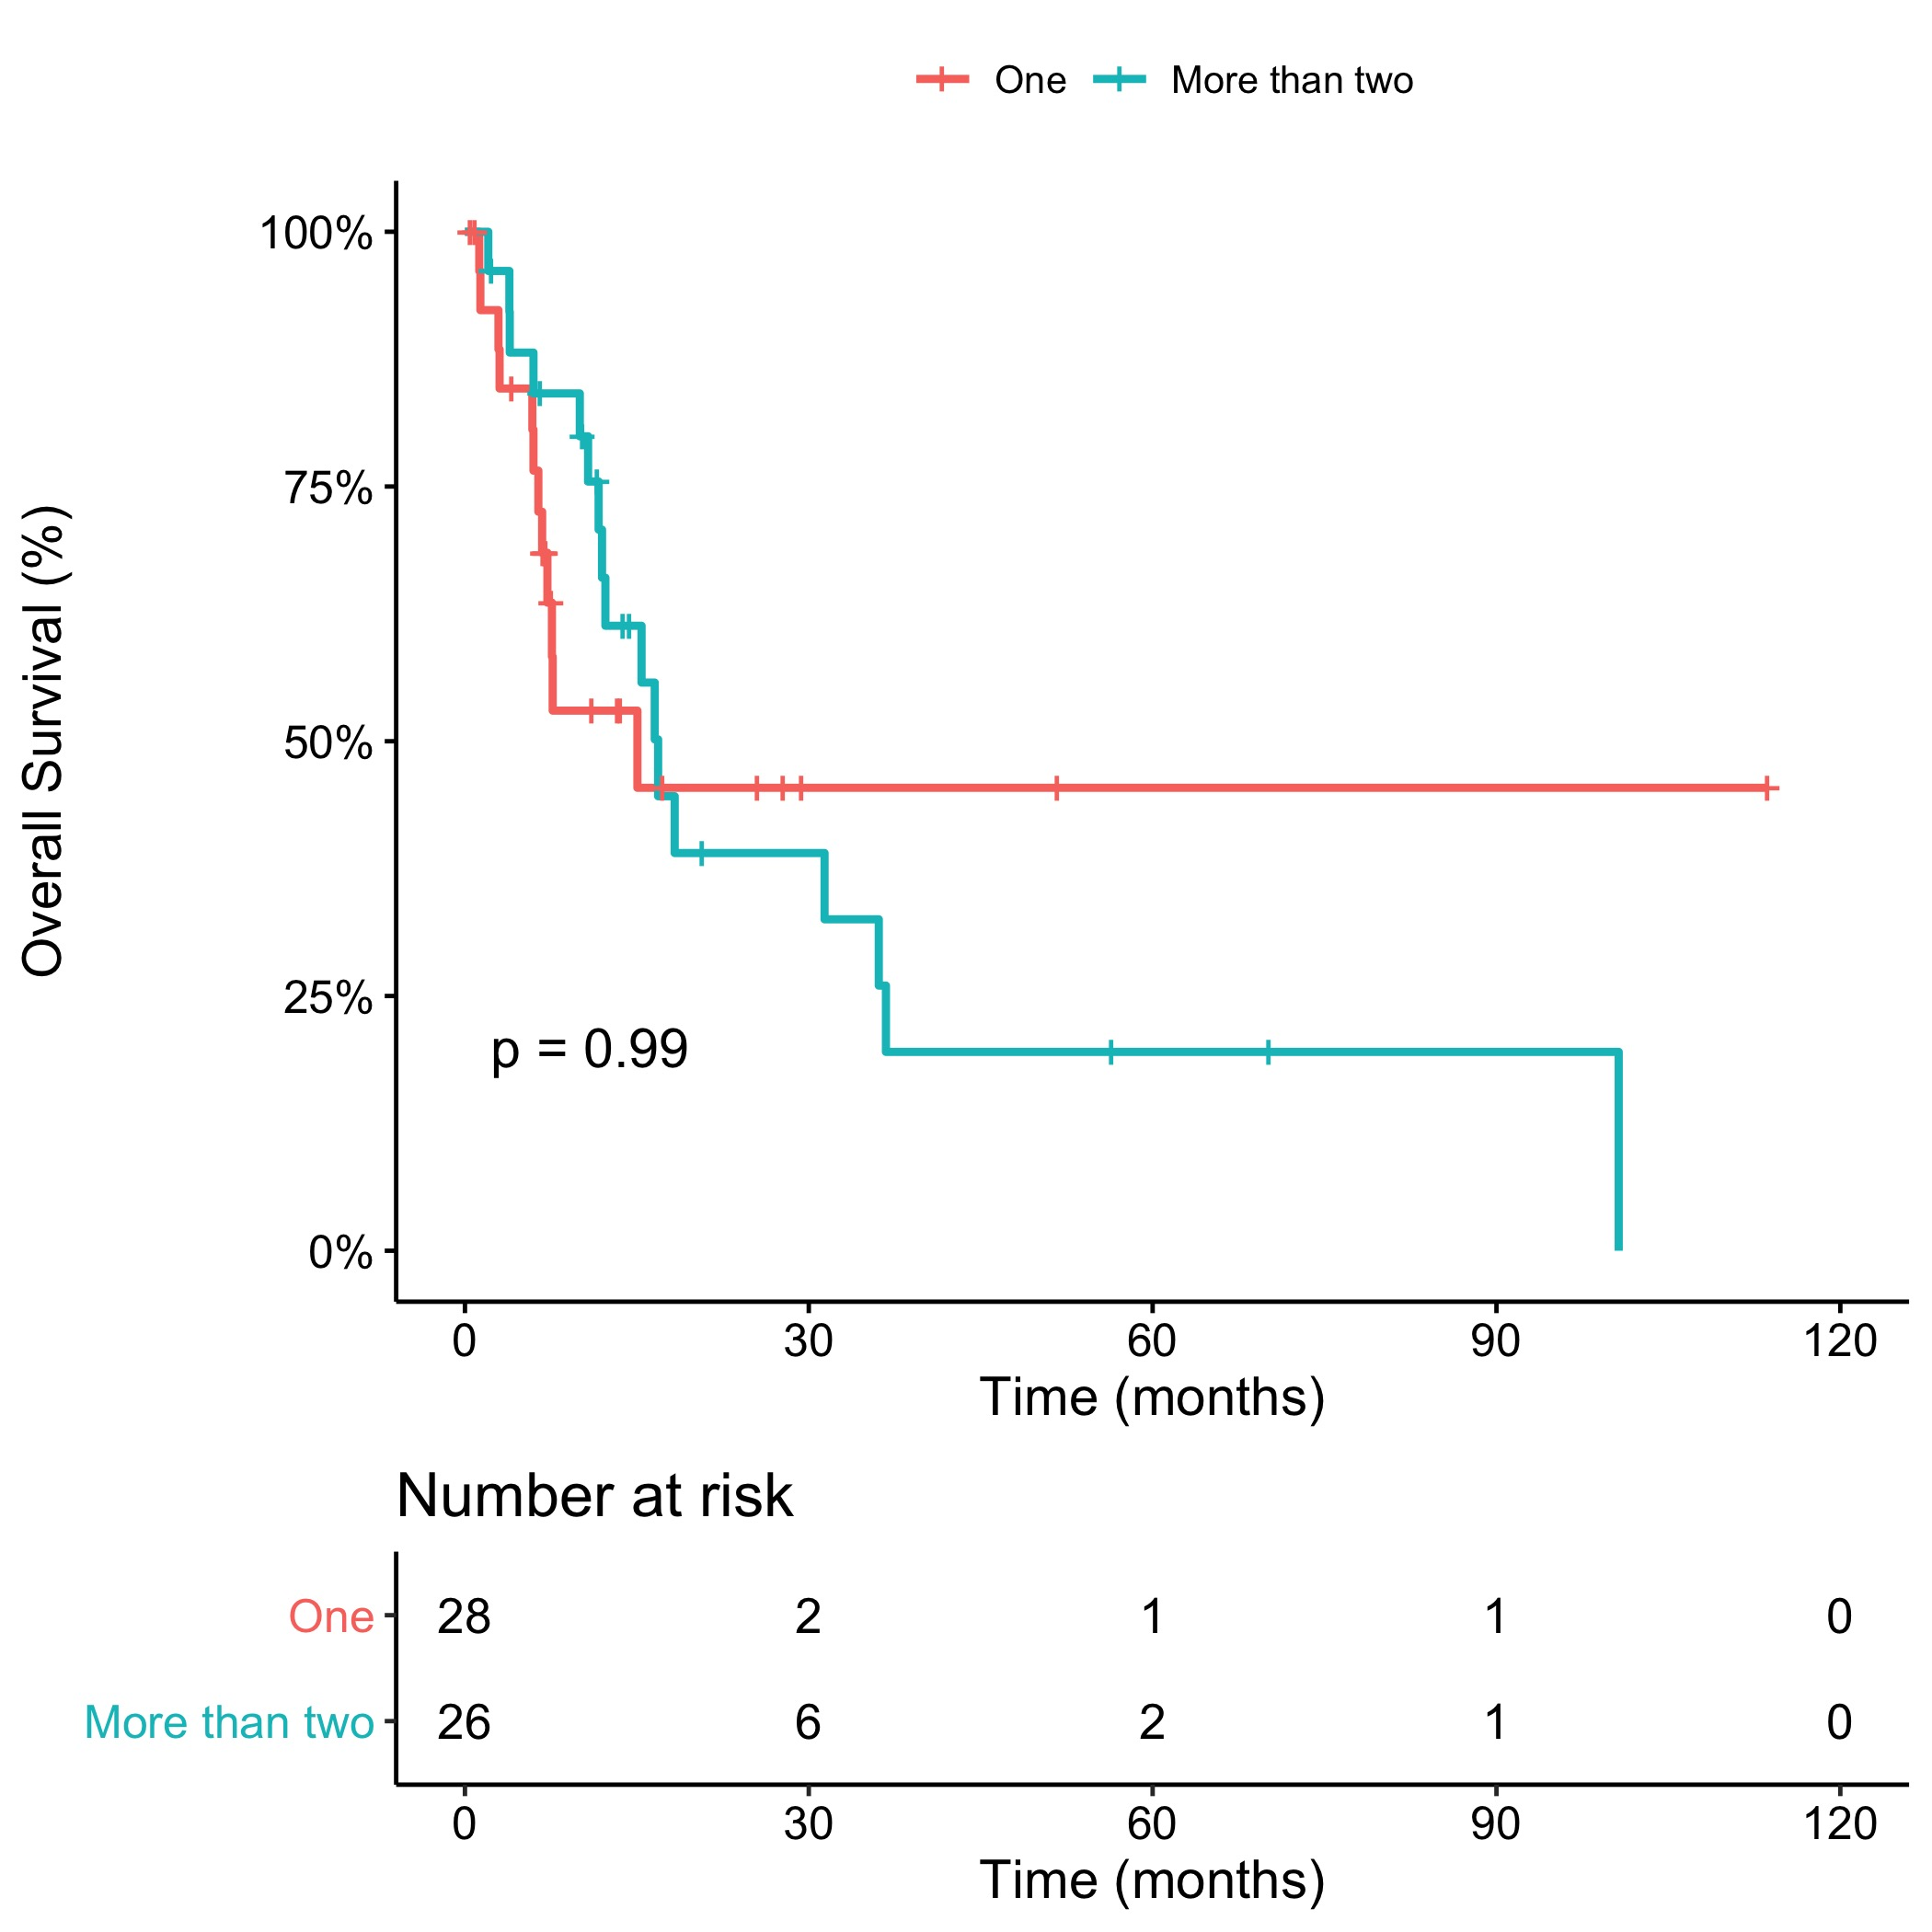 One More than two
100%
75%
50%
25%
0%
Overall Survival (%)
p = 0.99
0 30 60 90 120
Time (months)
Number at risk
One 28 2 1 1 0
More than two 26 6 2 1 0
0 30 60 90 120
Time (months)